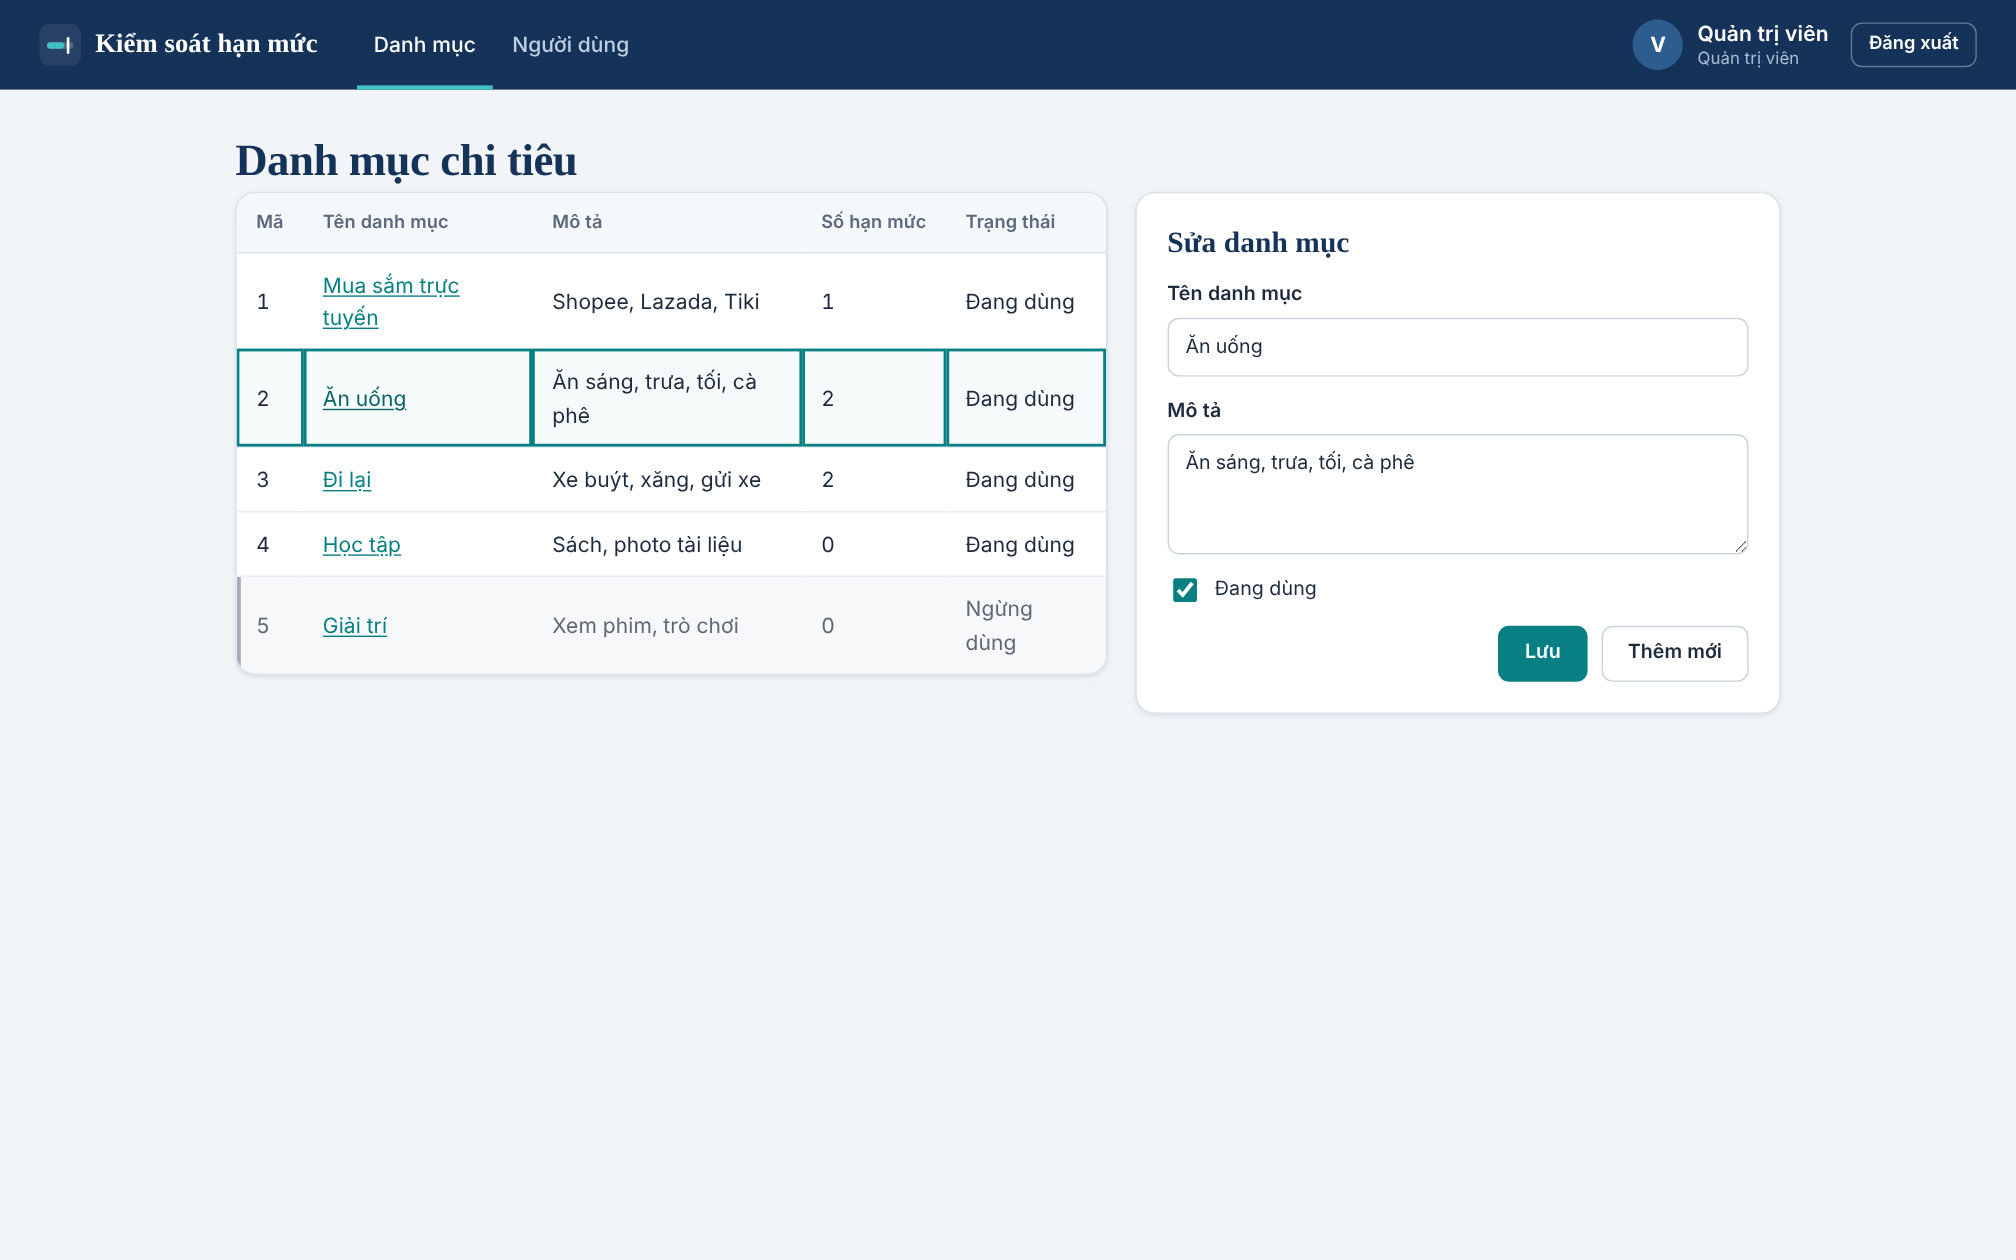 Kiểm soát hạn mức
Danh mục
Người dùng
V
Quản trị viên
Quản trị viên
Đăng xuất
Danh mục chi tiêu
Mã Tên danh mục Mô tả Số hạn mức Trạng thái
1 Mua sắm trực tuyến Shopee, Lazada, Tiki 1 Đang dùng
2 Ăn uống Ăn sáng, trưa, tối, cà phê 2 Đang dùng
3 Đi lại Xe buýt, xăng, gửi xe 2 Đang dùng
4 Học tập Sách, photo tài liệu 0 Đang dùng
5 Giải trí Xem phim, trò chơi 0 Ngừng dùng
Sửa danh mục
Tên danh mục
Ăn uống
Mô tả
Ăn sáng, trưa, tối, cà phê
Đang dùng
Lưu
Thêm mới